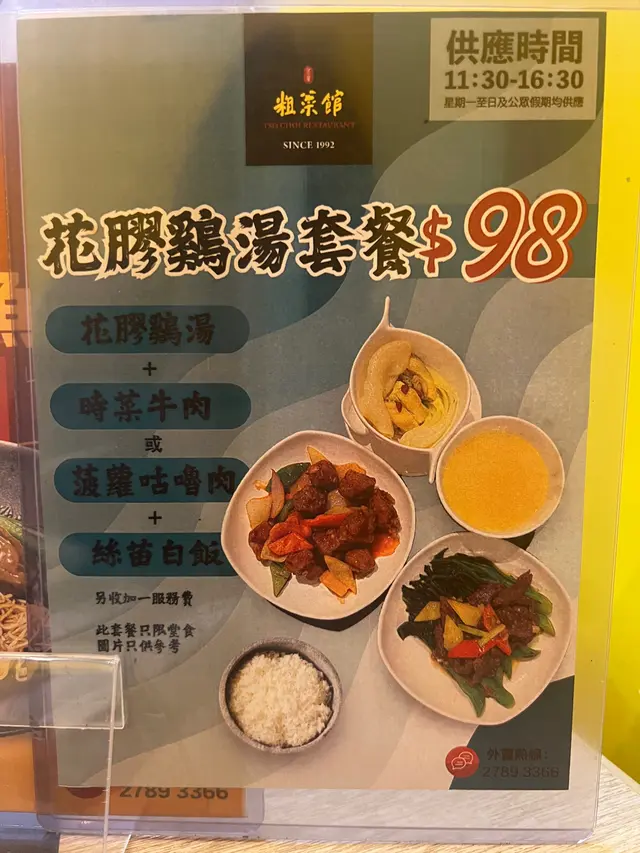 粗菜館
TSO CHOI RESTAURANT
SINCE 1992
供應時間
11:30-16:30
星期一至日及公眾假期均供應
花膠鷄湯套餐$98
花膠鷄湯
+
時菜牛肉
或
菠蘿咕嚕肉
+
絲苗白飯
另收加一服務費
此套餐只限堂食
圖片只供參考
外賣熱線：
2789 3366
2789 3366